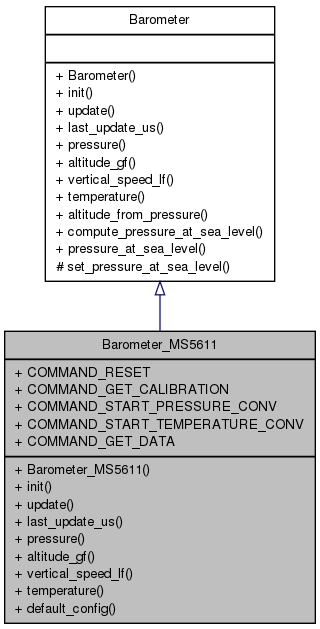 Barometer
+ Barometer()
+ init()
+ update()
+ last_update_us()
+ pressure()
+ altitude_gf()
+ vertical_speed_lf()
+ temperature()
+ altitude_from_pressure()
+ compute_pressure_at_sea_level()
+ pressure_at_sea_level()
# set_pressure_at_sea_level()
Barometer_MS5611
+ COMMAND_RESET
+ COMMAND_GET_CALIBRATION
+ COMMAND_START_PRESSURE_CONV
+ COMMAND_START_TEMPERATURE_CONV
+ COMMAND_GET_DATA
+ Barometer_MS5611()
+ init()
+ update()
+ last_update_us()
+ pressure()
+ altitude_gf()
+ vertical_speed_lf()
+ temperature()
+ default_config()